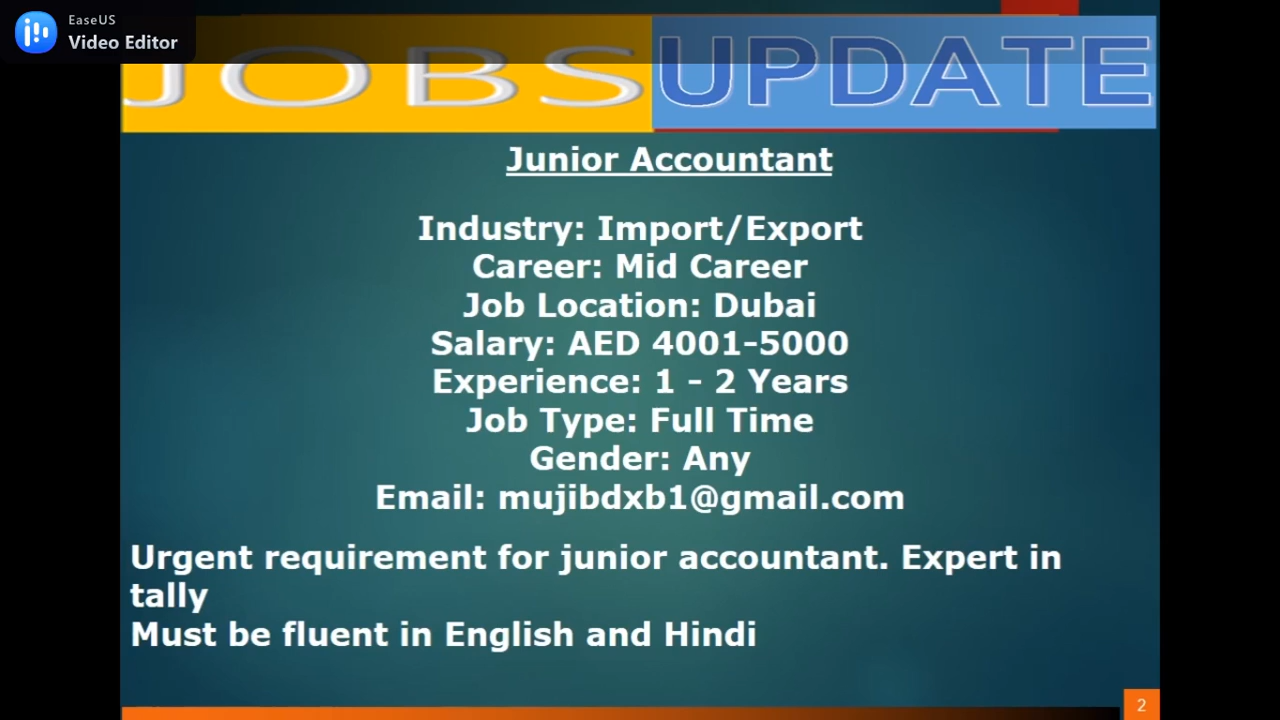 EaseUS
Video Editor
JOBS UPDATE
Junior Accountant
Industry: Import/Export
Career: Mid Career
Job Location: Dubai
Salary: AED 4001-5000
Experience: 1 - 2 Years
Job Type: Full Time
Gender: Any
Email: mujibdxb1@gmail.com
Urgent requirement for junior accountant. Expert in
tally
Must be fluent in English and Hindi
2